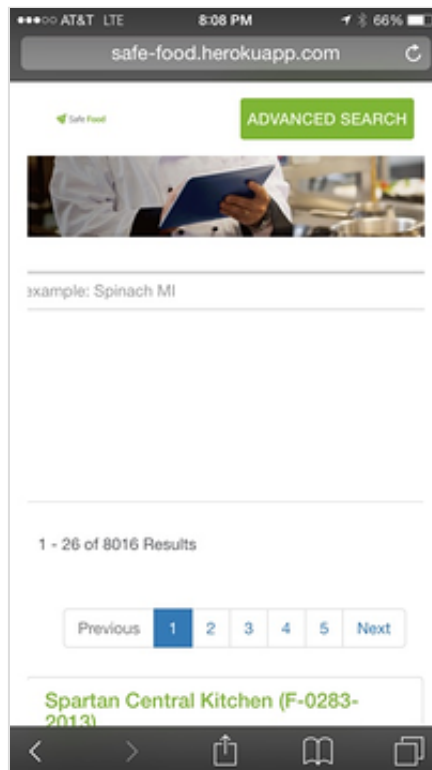 AT&T LTE 8:08 PM 66%
safe-food.herokuapp.com
Safe Food
ADVANCED SEARCH
example: Spinach MI
1 - 26 of 8016 Results
Previous 1 2 3 4 5 Next
Spartan Central Kitchen (F-0283-
2013)